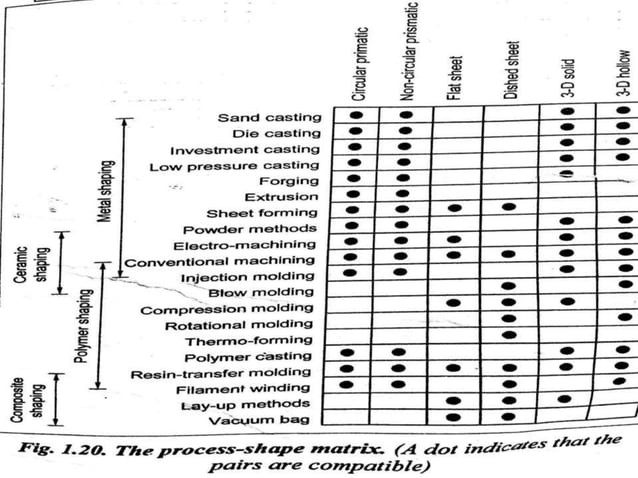 Circular primatic
Non-circular prismatic
Flat sheet
Dished sheet
3-D solid
3-D hollow
Metal shaping
Ceramic
shaping
Polymer shaping
Composite
shaping
Sand casting
Die casting
Investment casting
Low pressure casting
Forging
Extrusion
Sheet forming
Powder methods
Electro-machining
Conventional machining
Injection molding
Blow molding
Compression molding
Rotational molding
Thermo-forming
Polymer casting
Resin-transfer molding
Filament winding
Lay-up methods
Vacuum bag
Fig. 1.20. The process-shape matrix. (A dot indicates that the
pairs are compatible)